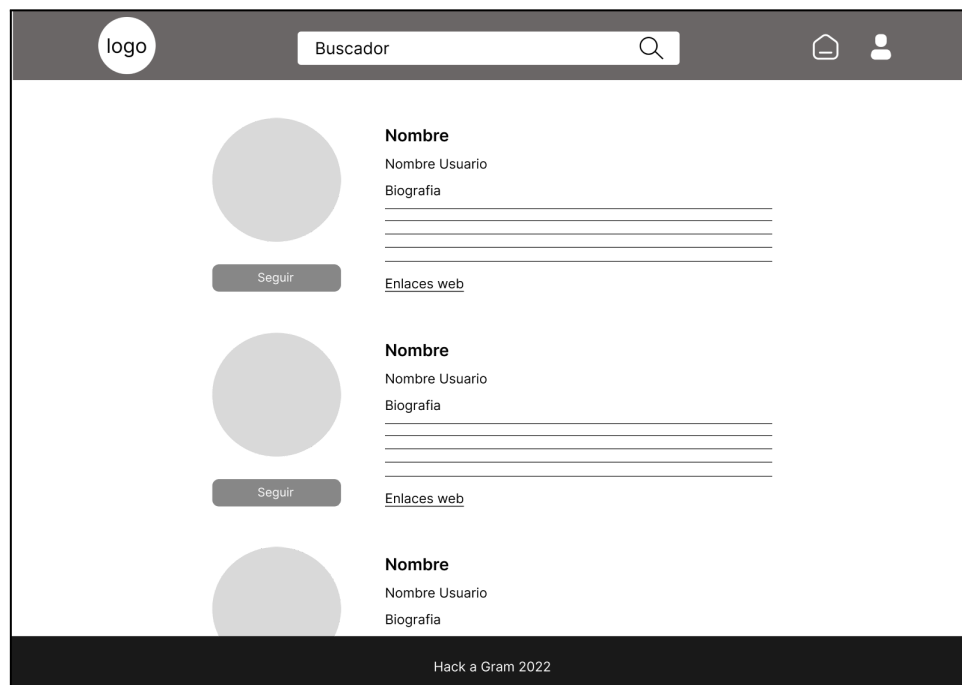 logo
Buscador
Nombre
Nombre Usuario
Biografia
Seguir
Enlaces web
Nombre
Nombre Usuario
Biografia
Seguir
Enlaces web
Nombre
Nombre Usuario
Biografia
Hack a Gram 2022